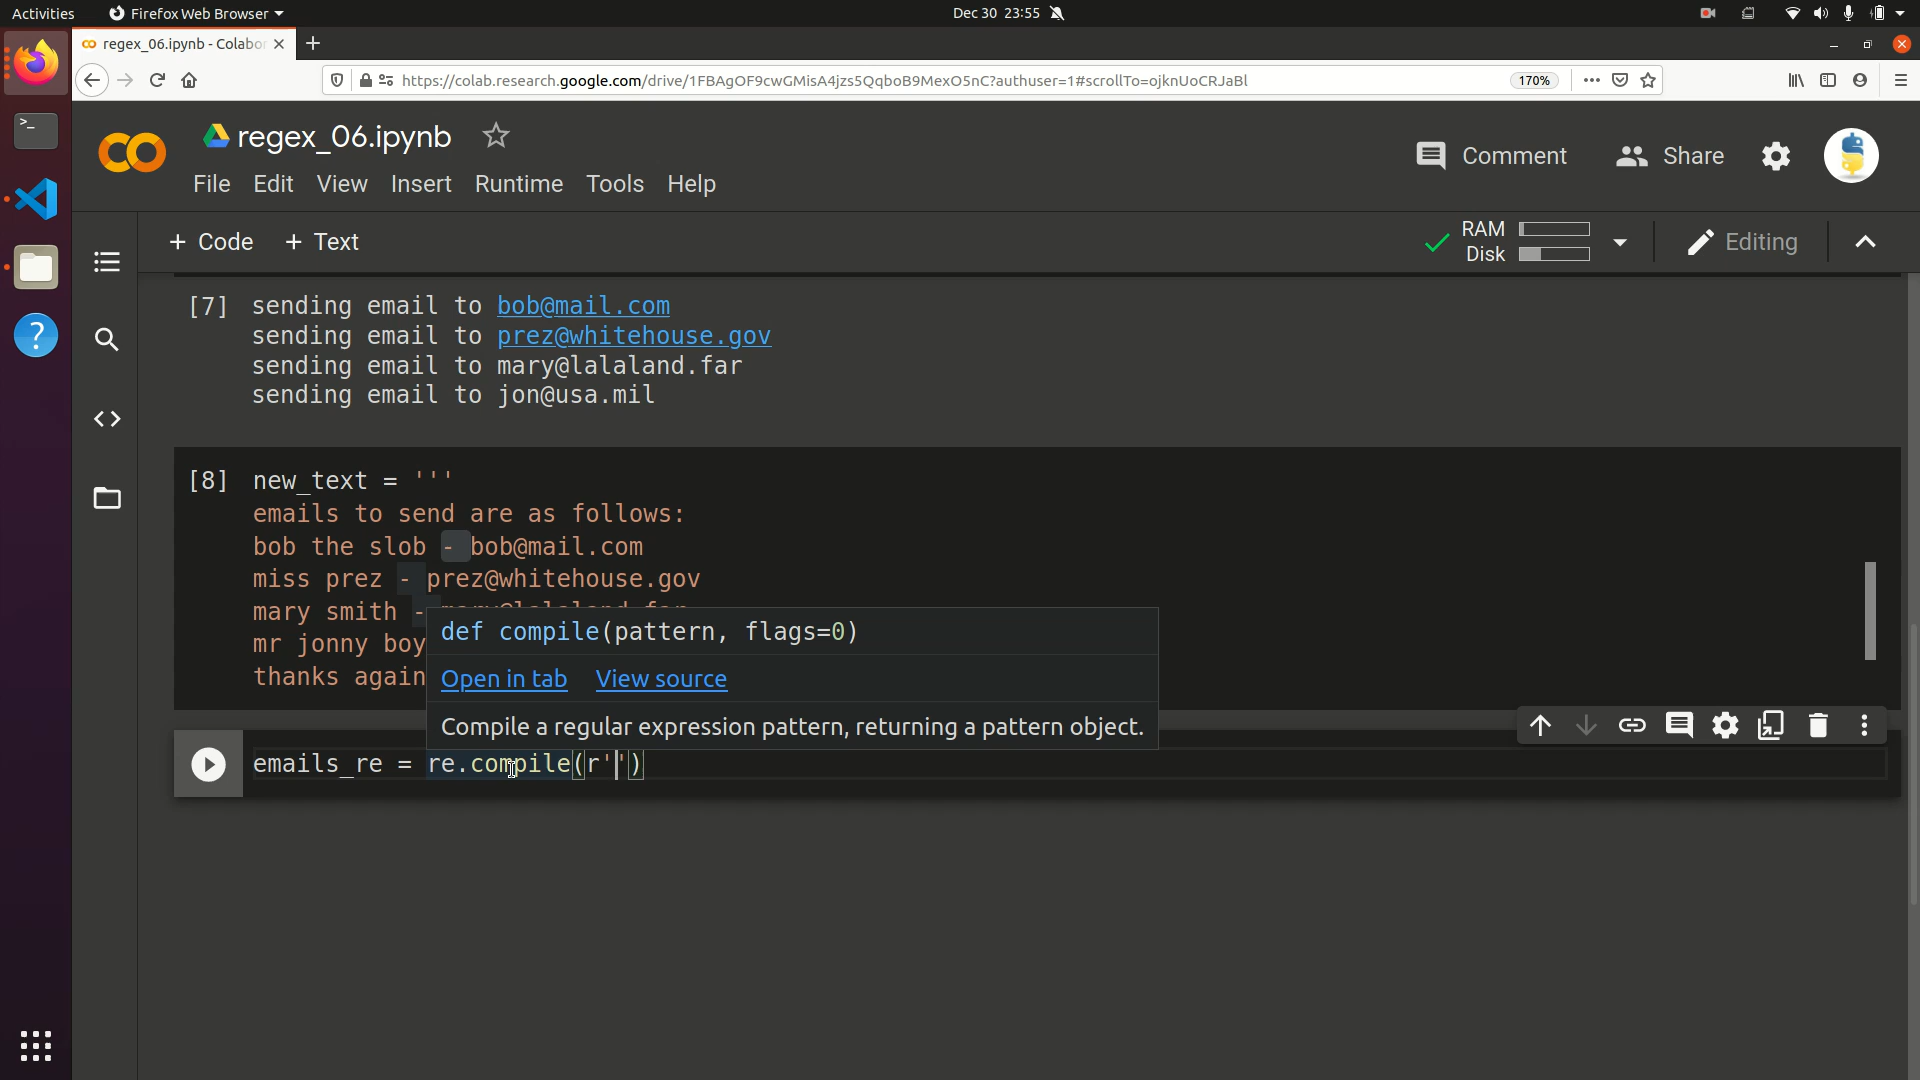 Activities Firefox Web Browser Dec 30 23:55
regex_06.ipynb - Colabor
https://colab.research.google.com/drive/1FBAgOF9cwGMisA4jzs5QqboB9MexO5nC?authuser=1#scrollTo=ojknUoCRJaBl 170%
regex_06.ipynb
Comment Share
File Edit View Insert Runtime Tools Help
+ Code + Text RAM Disk Editing
[7] sending email to bob@mail.com
sending email to prez@whitehouse.gov
sending email to mary@lalaland.far
sending email to jon@usa.mil
[8] new_text = '''
emails to send are as follows:
bob the slob - bob@mail.com
miss prez - prez@whitehouse.gov
mary smith - mary@lalaland.far
mr jonny boy
thanks again
def compile(pattern, flags=0)
Open in tab View source
Compile a regular expression pattern, returning a pattern object.
emails_re = re.compile(r'')